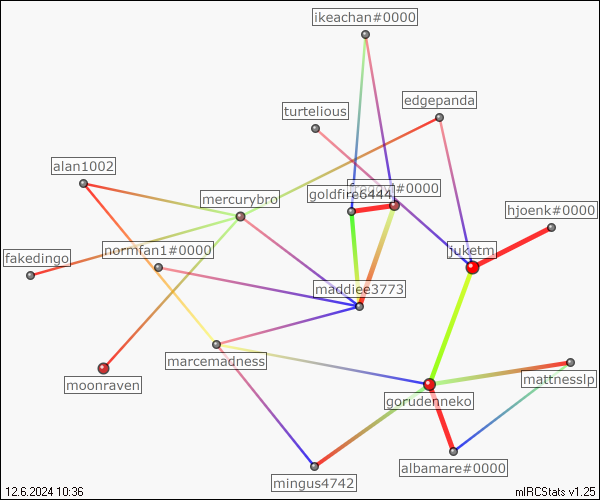 ikeachan#0000
edgepanda
turtelious
alan1002
#0000
goldfire6444
mercurybro
hjoenk#0000
normfan1#0000
juketm
fakedingo
maddiee3773
marcemadness
mattnesslp
moonraven
gorudenneko
albamare#0000
mingus4742
12.6.2024 10:36
mIRCStats v1.25